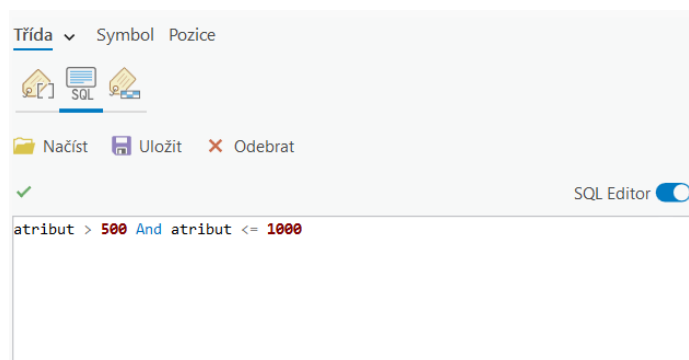 Třída Symbol Pozice
SQL
Načíst Uložit Odebrat
SQL Editor
atribut > 500 And atribut <= 1000